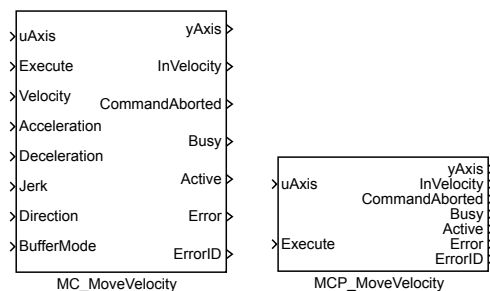 uAxis
Execute
Velocity
Acceleration
Deceleration
Jerk
Direction
BufferMode
yAxis
InVelocity
CommandAborted
Busy
Active
Error
ErrorID
MC_MoveVelocity
uAxis
Execute
yAxis
InVelocity
CommandAborted
Busy
Active
Error
ErrorID
MCP_MoveVelocity